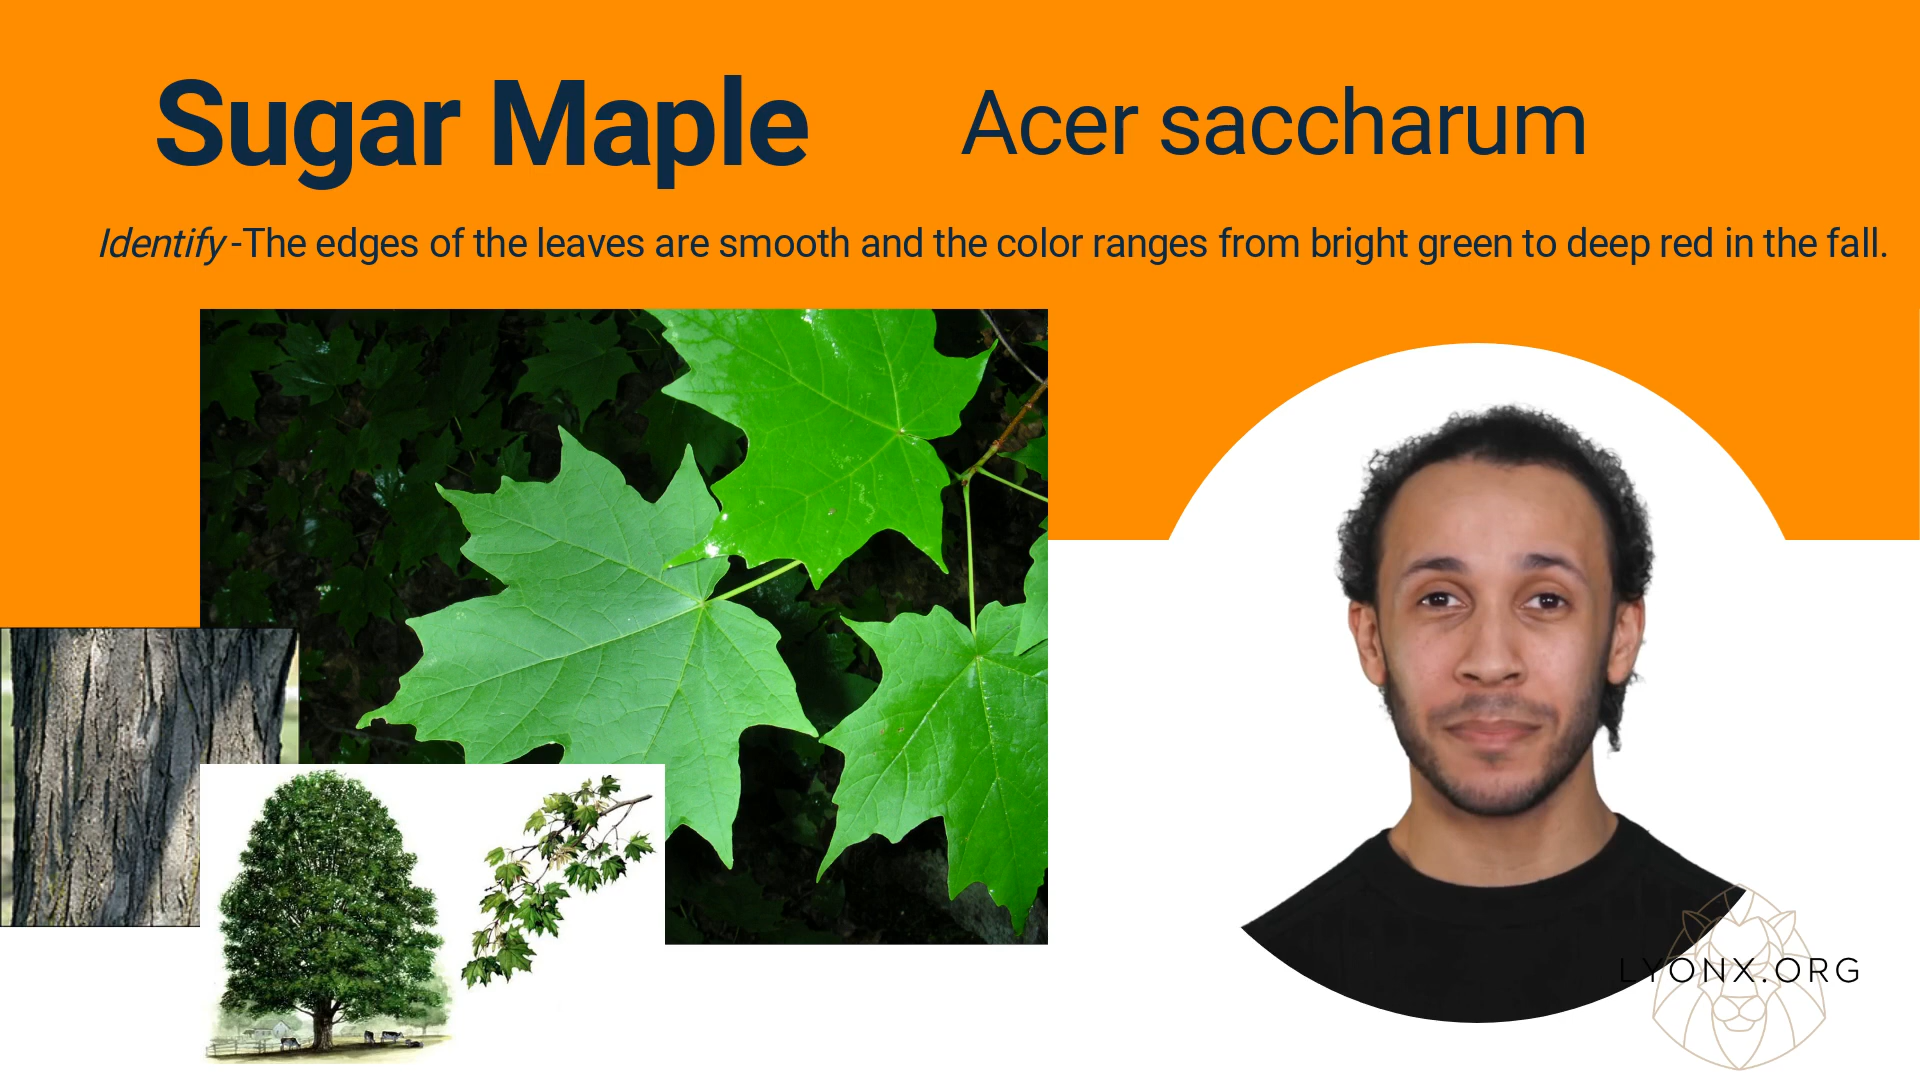 Sugar Maple Acer saccharum
Identify -The edges of the leaves are smooth and the color ranges from bright green to deep red in the fall.
LYONX.ORG